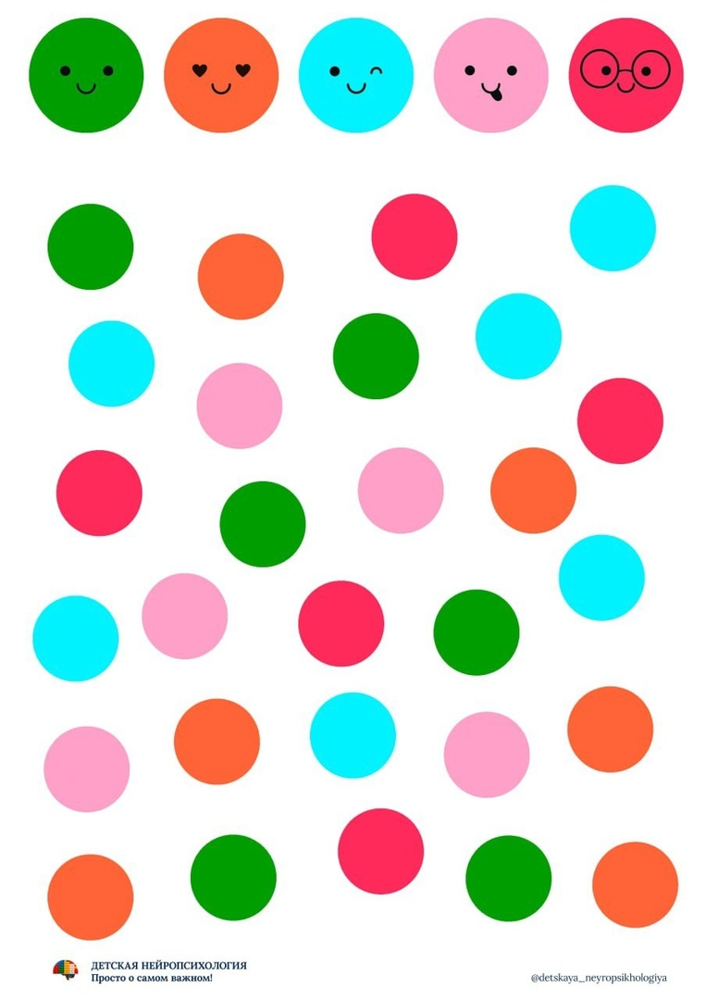 ДЕТСКАЯ НЕЙРОПСИХОЛОГИЯ
Просто о самом важном!
@detskaya_neyropsikhologiya